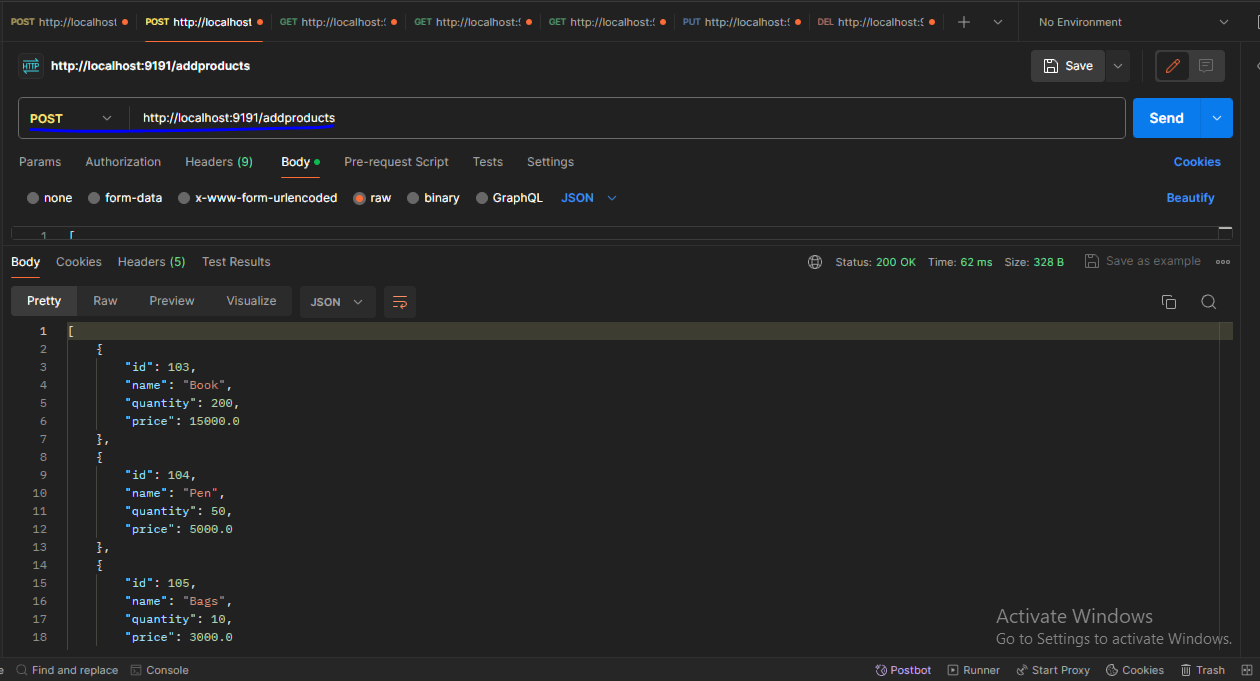 POST http://localhost POST http://localhost GET http://localhost: GET http://localhost: GET http://localhost: PUT http://localhost: DEL http://localhost: No Environment
HTTP http://localhost:9191/addproducts Save
POST http://localhost:9191/addproducts Send
Params Authorization Headers (9) Body Pre-request Script Tests Settings Cookies
none form-data x-www-form-urlencoded raw binary GraphQL JSON Beautify
1 [
Body Cookies Headers (5) Test Results Status: 200 OK Time: 62 ms Size: 328 B Save as example
Pretty Raw Preview Visualize JSON
1 [
2 {
3 "id": 103,
4 "name": "Book",
5 "quantity": 200,
6 "price": 15000.0
7 },
8 {
9 "id": 104,
10 "name": "Pen",
11 "quantity": 50,
12 "price": 5000.0
13 },
14 {
15 "id": 105,
16 "name": "Bags",
17 "quantity": 10,
18 "price": 3000.0
Activate Windows
Go to Settings to activate Windows.
Find and replace Console Postbot Runner Start Proxy Cookies Trash